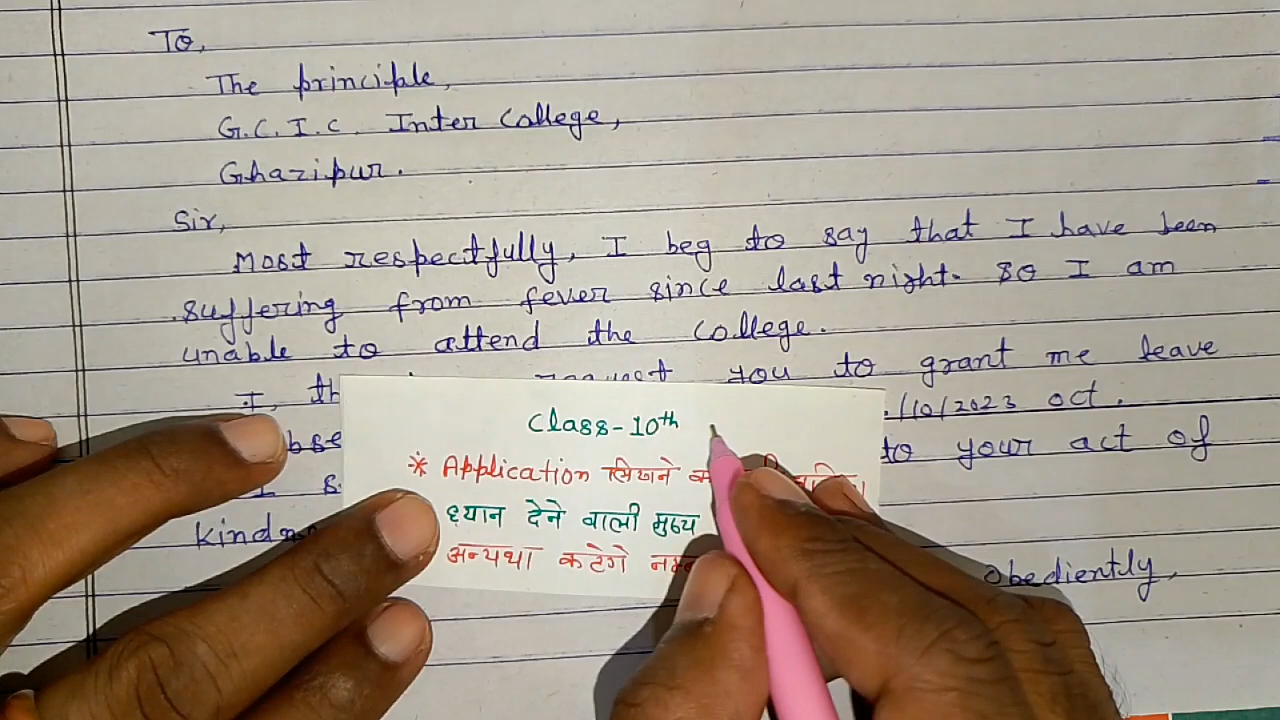 To,
The principle,
G.C.I.C. Inter College,
Ghazipur.
Sir,
Most respectfully, I beg to say that I have been
suffering from fever since last night. So I am
unable to attend the college.
I, you to grant me leave
/10/2023 oct.
to your act of
obediently,
Class-10th
* Application लिखने
ध्यान देने वाली मुख्य
अन्यथा कटेगे